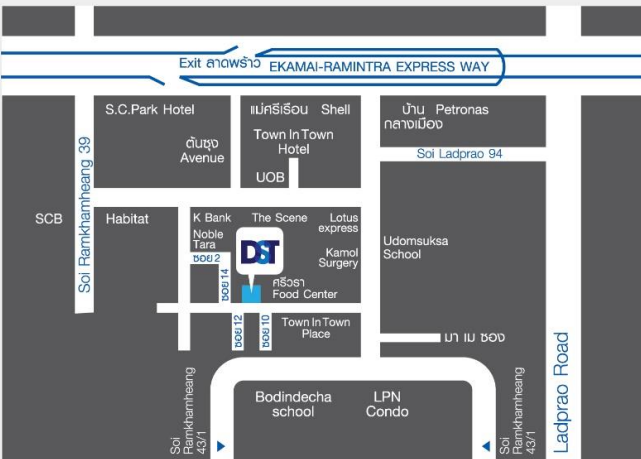 Exit ลาดพร้าว
EKAMAI-RAMINTRA EXPRESS WAY
S.C.Park Hotel
แม่ศรีเรือน Shell
บ้าน Petronas
กลางเมือง
ต้นซุง
Avenue
Town In Town
Hotel
UOB
Soi Ladprao 94
Soi Ramkhamheang 39
SCB
Habitat
K Bank
The Scene
Lotus
express
Noble
Tara
ซอย 2
DST
Kamol
Surgery
Udomsuksa
School
ซอย 14
ศรีวรา
Food Center
ซอย 12
ซอย 10
Town In Town
Place
มา เม ซอง
Bodindecha
school
LPN
Condo
Soi
Ramkhamheang
43/1
Soi
Ramkhamheang
43/1
Ladprao Road